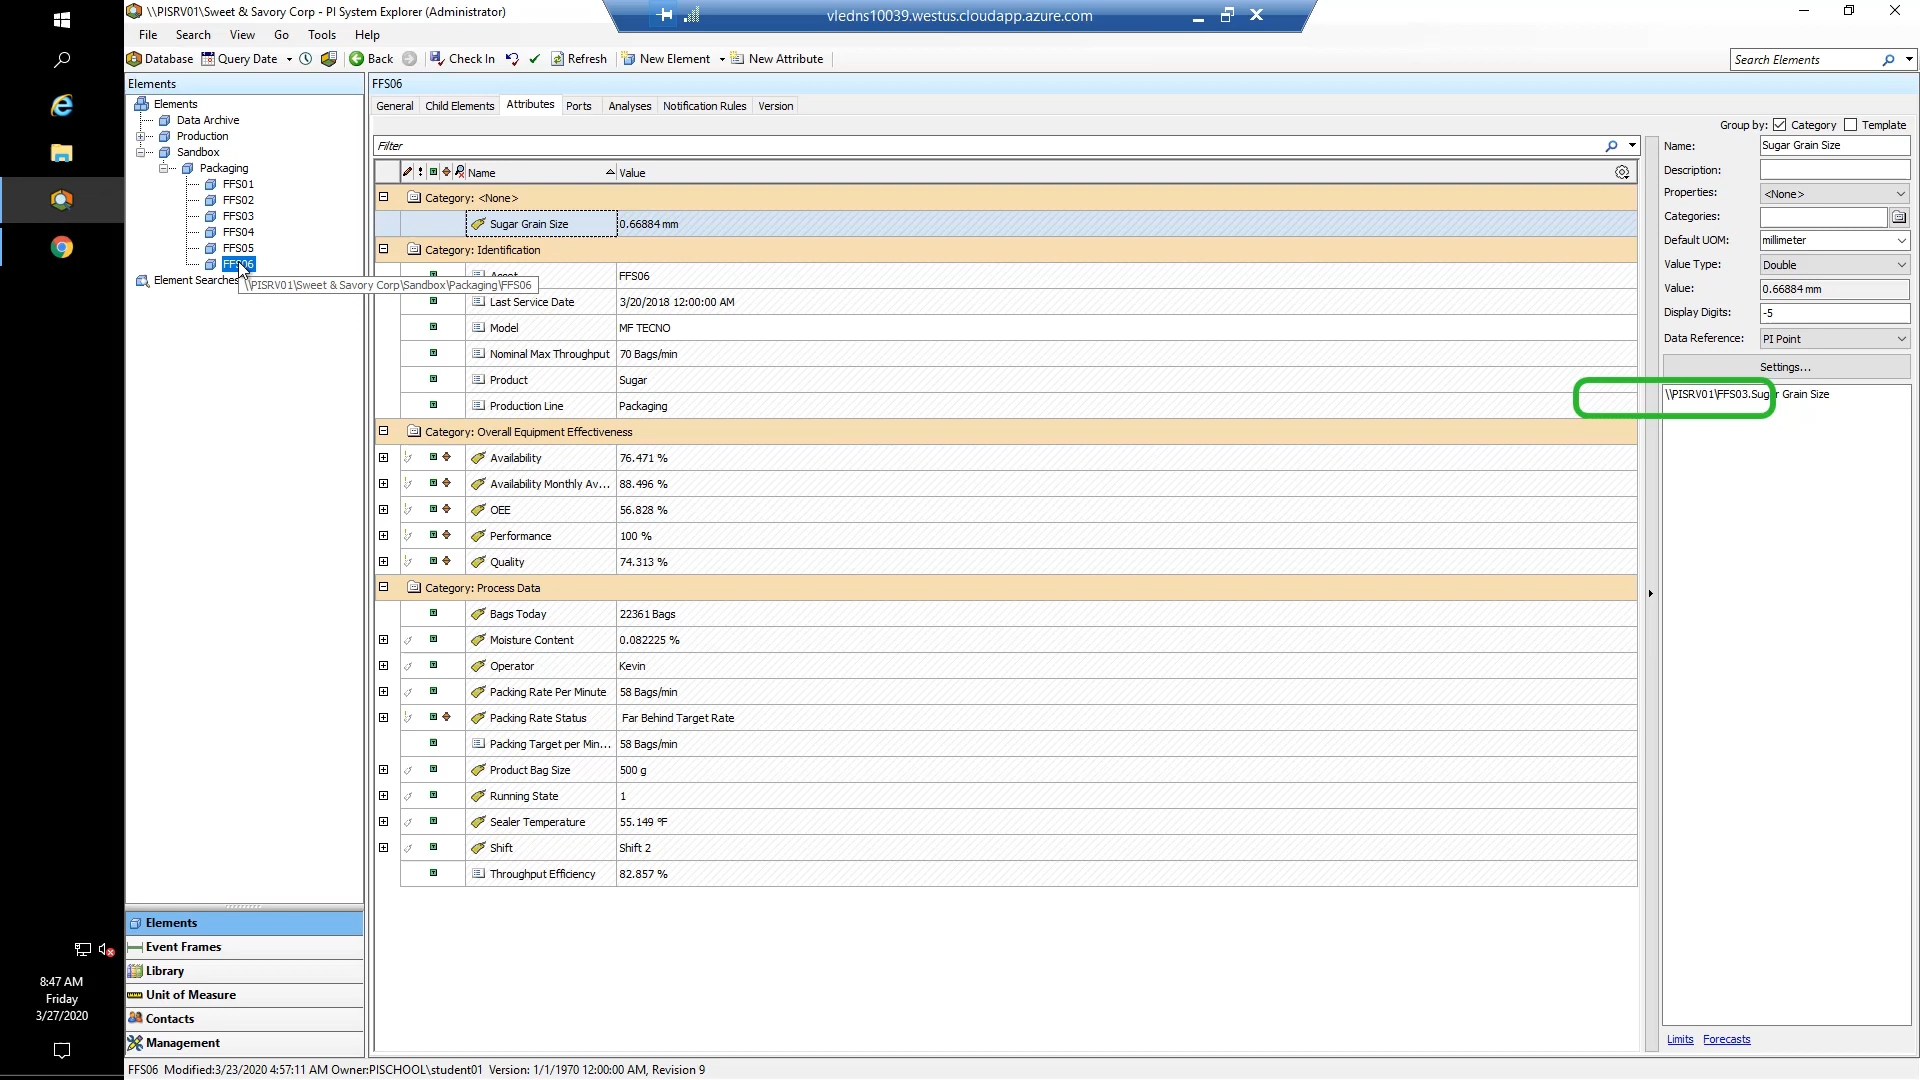 \\PISRV01\Sweet & Savory Corp - PI System Explorer (Administrator)
vledns10039.westus.cloudapp.azure.com
File Search View Go Tools Help
Database Query Date Back Check In Refresh New Element New Attribute
Search Elements
Elements
Elements
Data Archive
Production
Sandbox
Packaging
FFS01
FFS02
FFS03
FFS04
FFS05
FFS06
Element Searches
\\PISRV01\Sweet & Savory Corp\Sandbox\Packaging\FFS06
FFS06
General Child Elements Attributes Ports Analyses Notification Rules Version
Group by: Category Template
Filter
Name Value
Category: <None>
Sugar Grain Size 0.66884 mm
Category: Identification
Asset FFS06
Last Service Date 3/20/2018 12:00:00 AM
Model MF TECNO
Nominal Max Throughput 70 Bags/min
Product Sugar
Production Line Packaging
Category: Overall Equipment Effectiveness
Availability 76.471 %
Availability Monthly Av... 88.496 %
OEE 56.828 %
Performance 100 %
Quality 74.313 %
Category: Process Data
Bags Today 22361 Bags
Moisture Content 0.082225 %
Operator Kevin
Packing Rate Per Minute 58 Bags/min
Packing Rate Status Far Behind Target Rate
Packing Target per Min... 58 Bags/min
Product Bag Size 500 g
Running State 1
Sealer Temperature 55.149 °F
Shift Shift 2
Throughput Efficiency 82.857 %
Name: Sugar Grain Size
Description:
Properties: <None>
Categories:
Default UOM: millimeter
Value Type: Double
Value: 0.66884 mm
Display Digits: -5
Data Reference: PI Point
Settings...
\\PISRV01\FFS03.Sugar Grain Size
Limits Forecasts
Elements
Event Frames
Library
Unit of Measure
Contacts
Management
8:47 AM
Friday
3/27/2020
FFS06 Modified:3/23/2020 4:57:11 AM Owner:PISCHOOL\student01 Version: 1/1/1970 12:00:00 AM, Revision 9